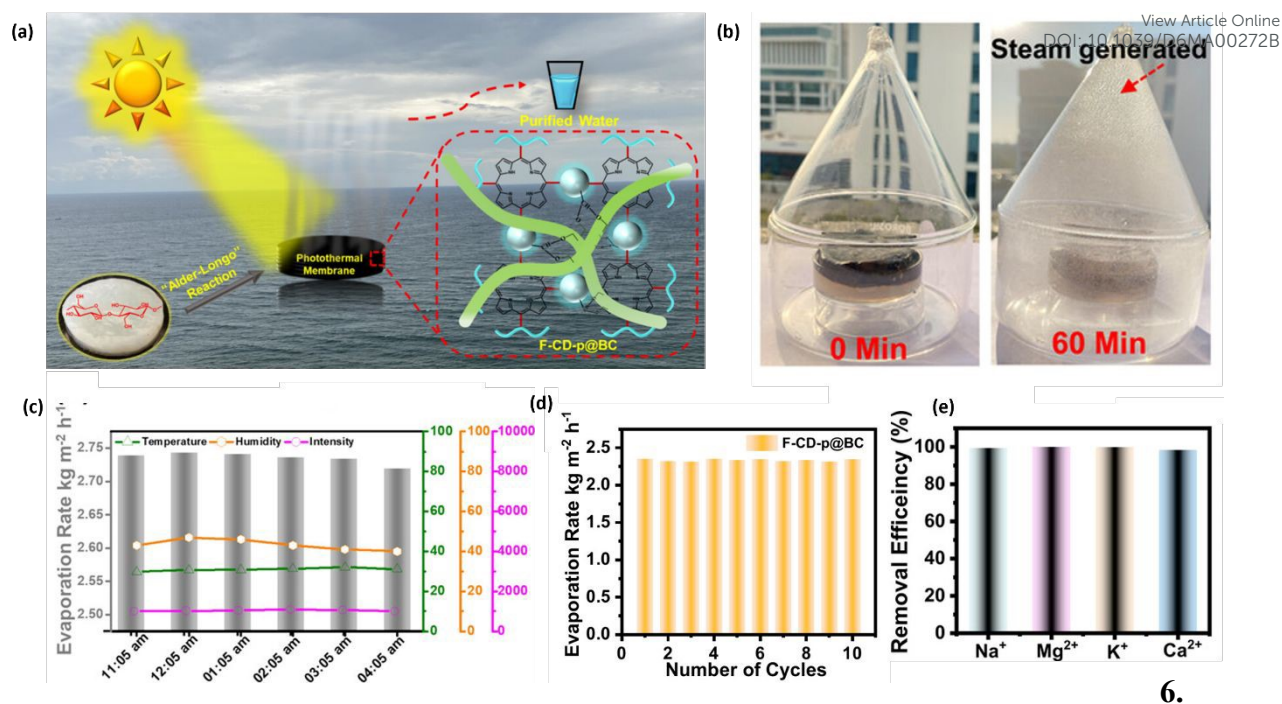 View Article Online
DOI: 10.1039/D6MA00272B
(a)
Purified Water
Photothermal
Membrane
"Alder-Longo"
Reaction
F-CD-p@BC
(b)
Steam generated
0 Min
60 Min
(c)
Evaporation Rate kg m⁻² h⁻¹
Temperature Humidity Intensity
2.75
2.70
2.65
2.60
2.55
2.50
100
80
60
40
20
0
100
80
60
40
20
0
10000
8000
6000
4000
2000
0
11:05 am
12:05 am
01:05 am
02:05 am
03:05 am
04:05 am
(d)
Evaporation Rate kg m⁻² h⁻¹
F-CD-p@BC
2.5
2.0
1.5
1.0
0.5
0.0
0 2 4 6 8 10
Number of Cycles
(e)
Removal Efficeincy (%)
100
80
60
40
20
0
Na⁺ Mg²⁺ K⁺ Ca²⁺
6.